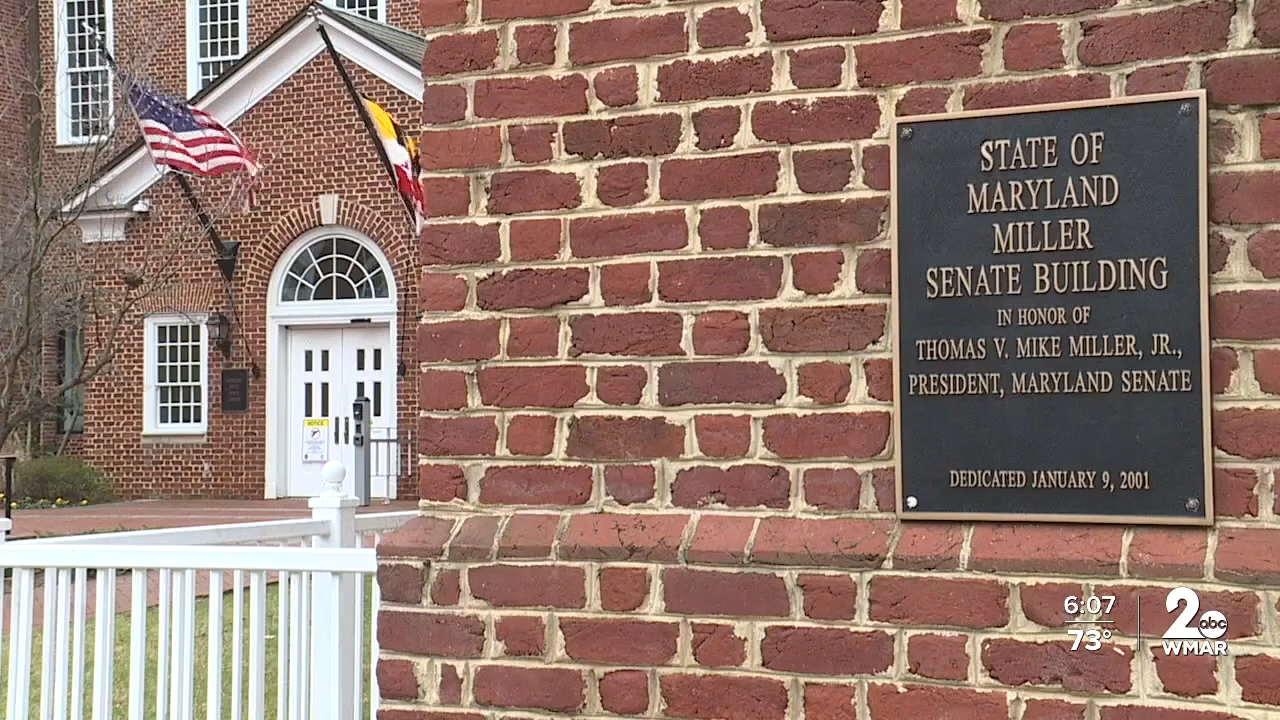 STATE OF
MARYLAND
MILLER
SENATE BUILDING
IN HONOR OF
THOMAS V. MIKE MILLER, JR.,
PRESIDENT, MARYLAND SENATE
DEDICATED JANUARY 9, 2001
NOTICE
6:07
73°
2 abc
WMAR